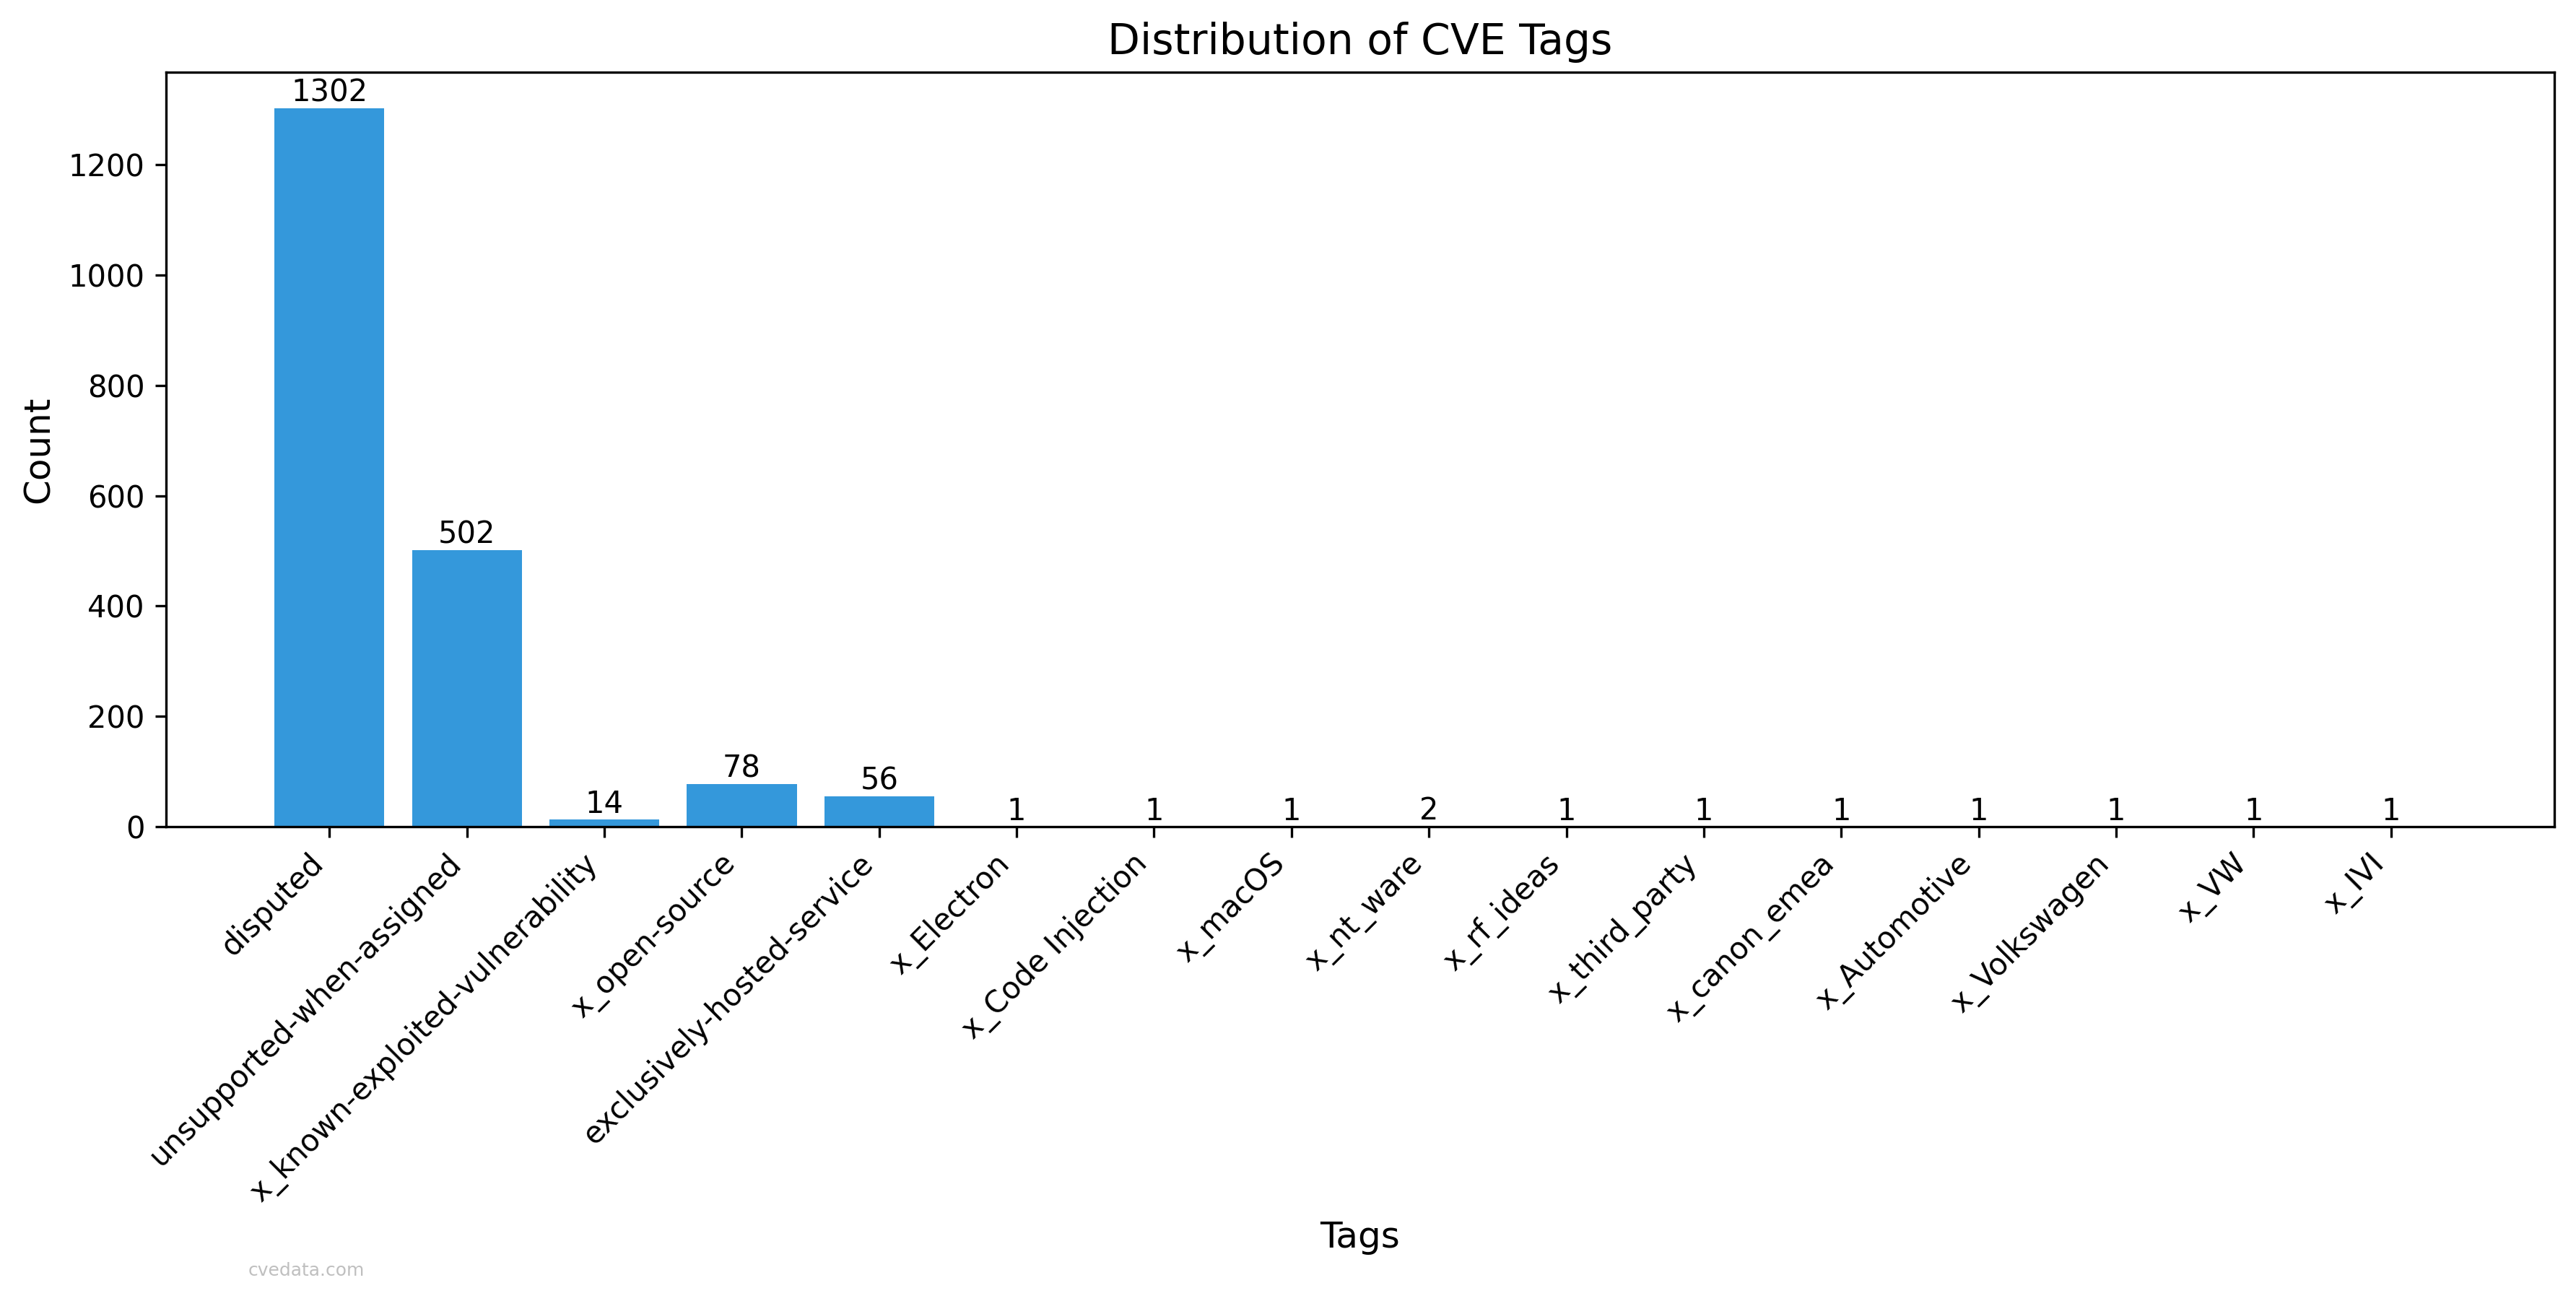 Distribution of CVE Tags
Count
1200
1000
800
600
400
200
0
1302
502
14
78
56
1
1
1
2
1
1
1
1
1
1
1
disputed
unsupported-when-assigned
x_known-exploited-vulnerability
x_open-source
exclusively-hosted-service
x_Electron
x_Code Injection
x_macOS
x_nt_ware
x_rf_ideas
x_third_party
x_canon_emea
x_Automotive
x_Volkswagen
x_VW
x_IVI
Tags
cvedata.com